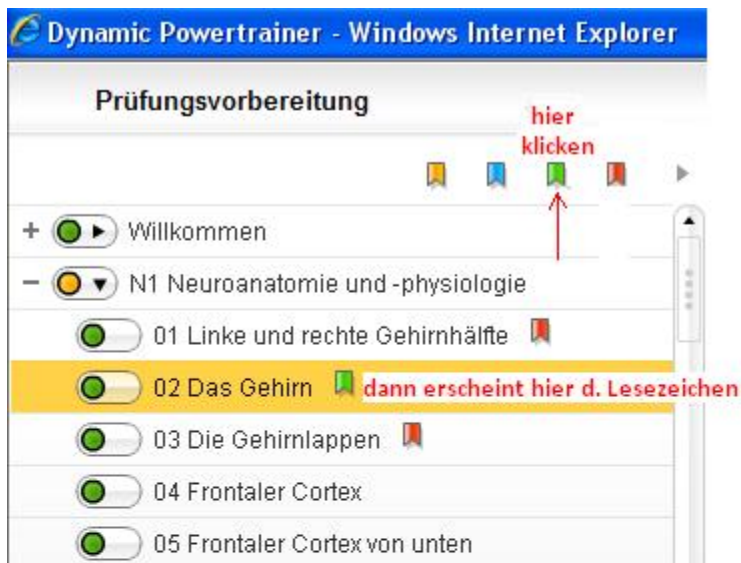 Dynamic Powertrainer - Windows Internet Explorer
Prüfungsvorbereitung
hier
klicken
Willkommen
N1 Neuroanatomie und -physiologie
01 Linke und rechte Gehirnhälfte
02 Das Gehirn dann erscheint hier d. Lesezeichen
03 Die Gehirnlappen
04 Frontaler Cortex
05 Frontaler Cortex von unten